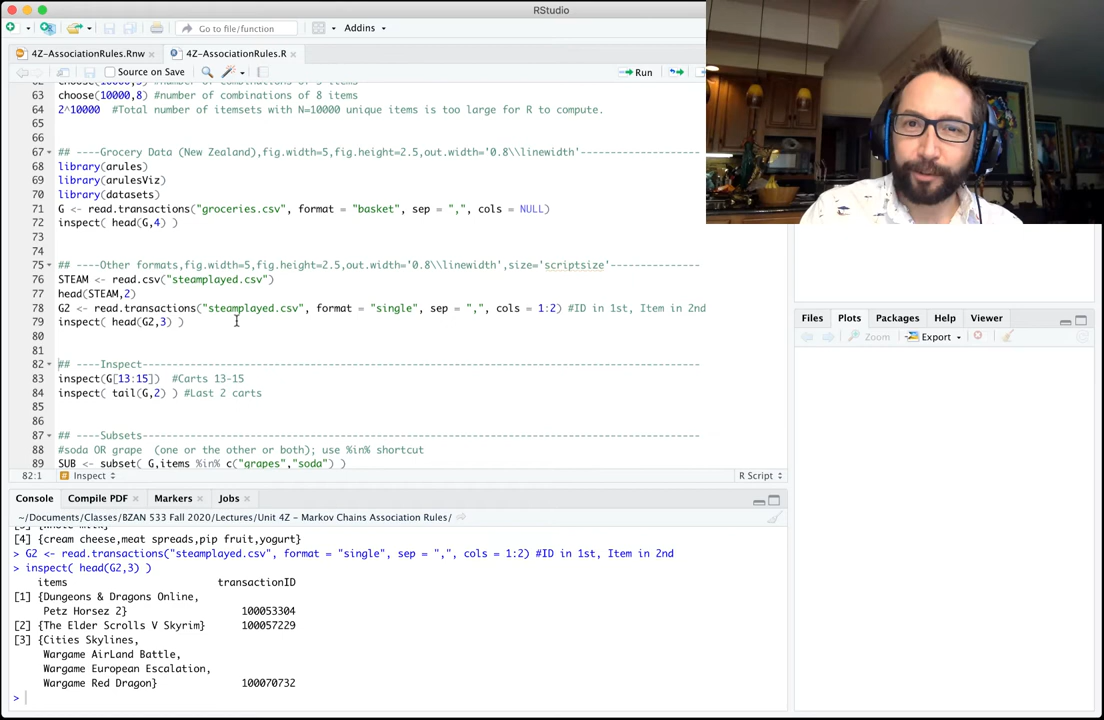 RStudio
Go to file/function
Addins
4Z-AssociationRules.Rnw
4Z-AssociationRules.R
Source on Save
Run
62
63 choose(10000,8) #number of combinations of 8 items
64 2^10000 #Total number of itemsets with N=10000 unique items is too large for R to compute.
65
66
67 ## ----Grocery Data (New Zealand),fig.width=5,fig.height=2.5,out.width='0.8\\linewidth'----------------------
68 library(arules)
69 library(arulesViz)
70 library(datasets)
71 G <- read.transactions("groceries.csv", format = "basket", sep = ",", cols = NULL)
72 inspect( head(G,4) )
73
74
75 ## ----Other formats,fig.width=5,fig.height=2.5,out.width='0.8\\linewidth',size='scriptsize'-----------------
76 STEAM <- read.csv("steamplayed.csv")
77 head(STEAM,2)
78 G2 <- read.transactions("steamplayed.csv", format = "single", sep = ",", cols = 1:2) #ID in 1st, Item in 2nd
79 inspect( head(G2,3) )
80
81
82 ## ----Inspect------------------------------------------------------------------------------------------
83 inspect(G[13:15]) #Carts 13-15
84 inspect( tail(G,2) ) #Last 2 carts
85
86
87 ## ----Subsets------------------------------------------------------------------------------------------
88 #soda OR grape (one or the other or both); use %in% shortcut
89 SUB <- subset( G,items %in% c("grapes","soda") )
82:1
Inspect
R Script
Files
Plots
Packages
Help
Viewer
Zoom
Export
Console
Compile PDF
Markers
Jobs
~/Documents/Classes/BZAN 533 Fall 2020/Lectures/Unit 4Z - Markov Chains Association Rules/
[4] {cream cheese,meat spreads,pip fruit,yogurt}
> G2 <- read.transactions("steamplayed.csv", format = "single", sep = ",", cols = 1:2) #ID in 1st, Item in 2nd
> inspect( head(G2,3) )
items transactionID
[1] {Dungeons & Dragons Online,
Petz Horsez 2} 100053304
[2] {The Elder Scrolls V Skyrim} 100057229
[3] {Cities Skylines,
Wargame AirLand Battle,
Wargame European Escalation,
Wargame Red Dragon} 100070732
>